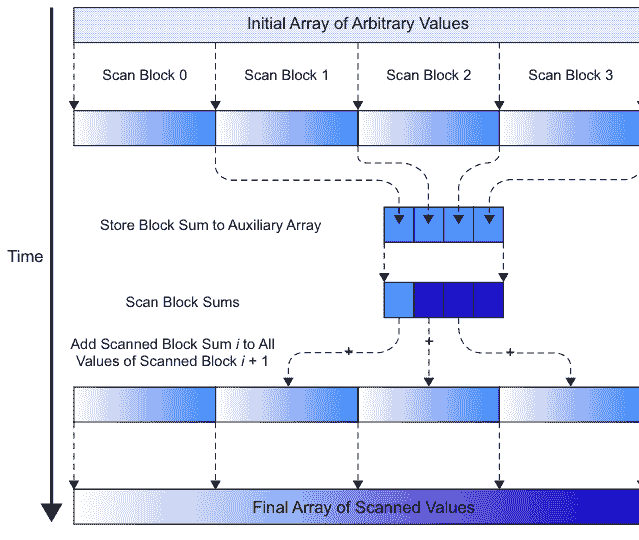 Initial Array of Arbitrary Values
Scan Block 0 Scan Block 1 Scan Block 2 Scan Block 3
Store Block Sum to Auxiliary Array
Time
Scan Block Sums
Add Scanned Block Sum i to All
Values of Scanned Block i + 1
+ + +
Final Array of Scanned Values